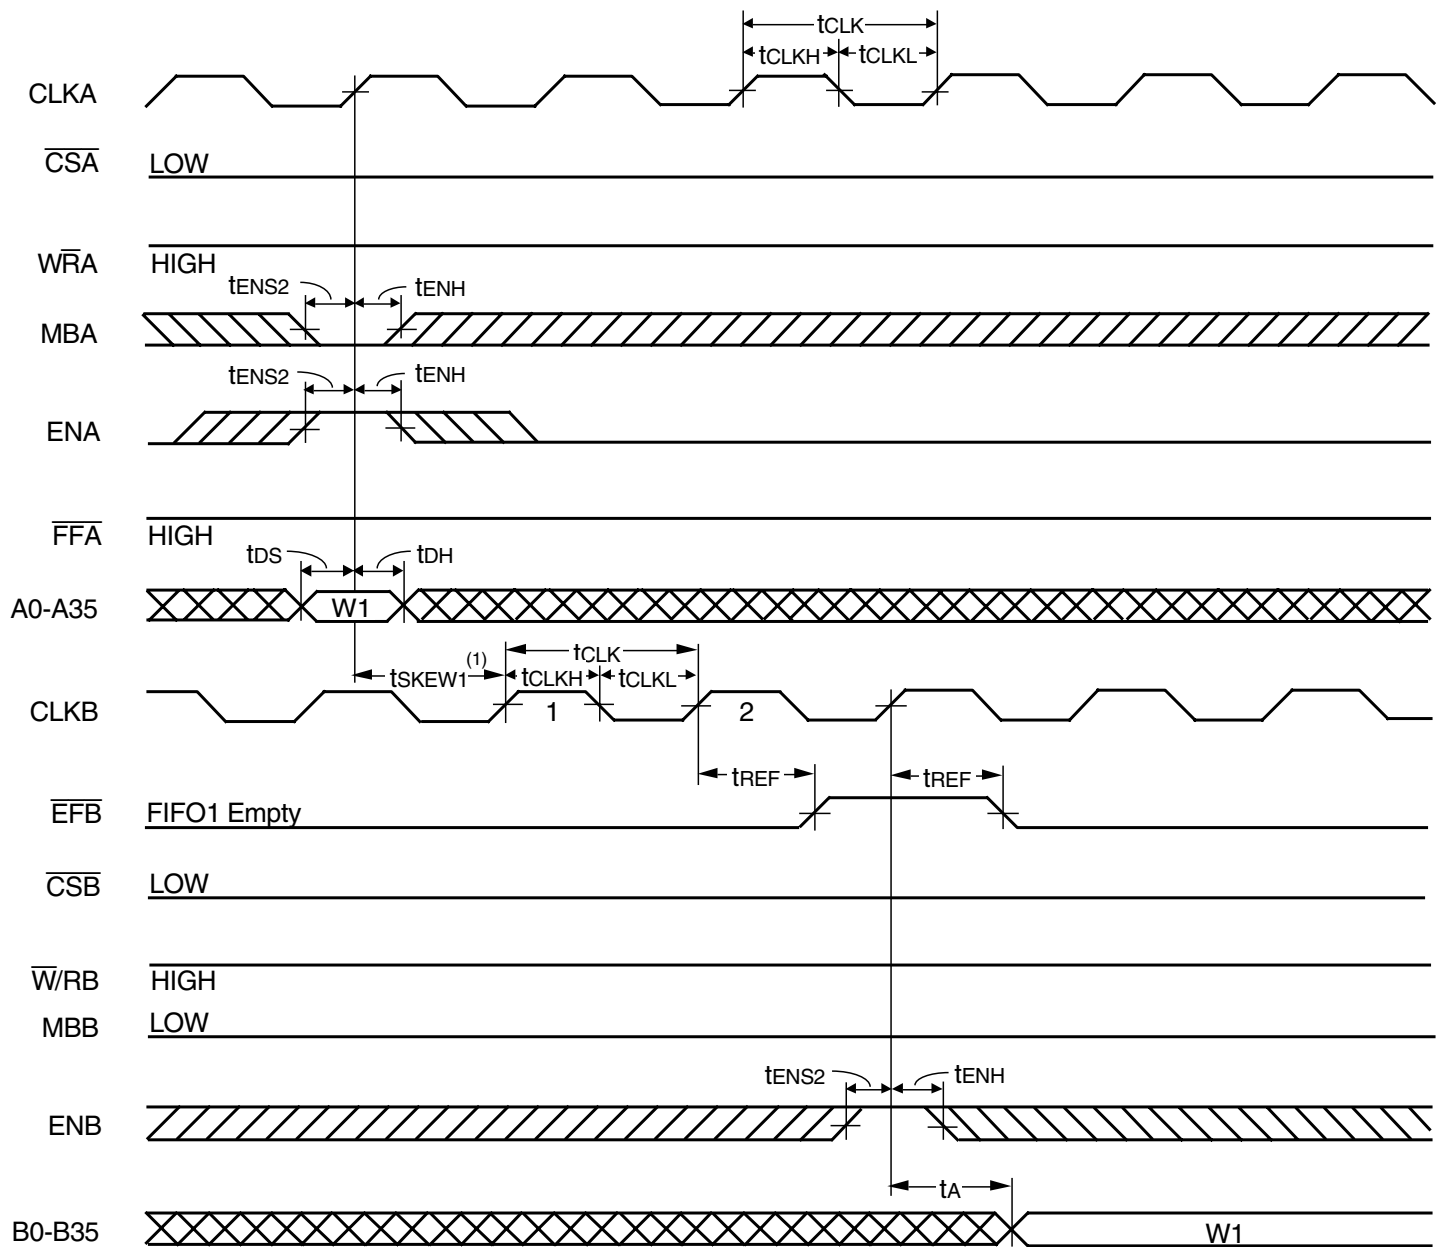 tCLK
tCLKH tCLKL
CLKA
CSA LOW
WRA HIGH
tENS2 tENH
MBA
tENS2 tENH
ENA
FFA HIGH
tDS tDH
A0-A35 W1
tCLK
tSKEW1(1) tCLKH tCLKL
CLKB 1 2
tREF tREF
EFB FIFO1 Empty
CSB LOW
W/RB HIGH
MBB LOW
tENS2 tENH
ENB
tA
B0-B35 W1